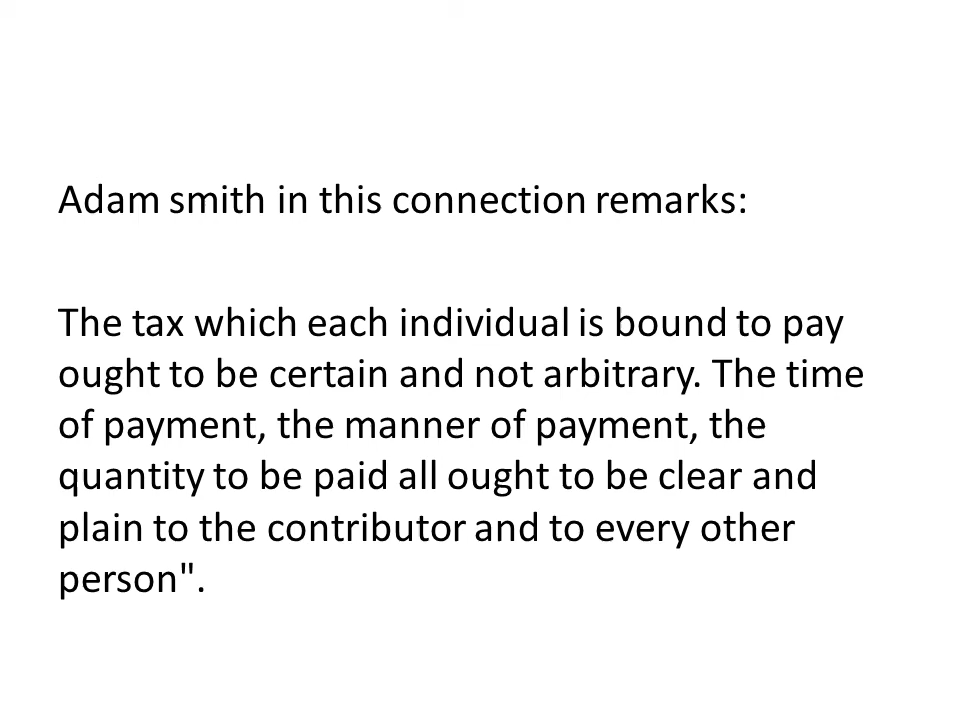 Adam smith in this connection remarks:
The tax which each individual is bound to pay
ought to be certain and not arbitrary. The time
of payment, the manner of payment, the
quantity to be paid all ought to be clear and
plain to the contributor and to every other
person".